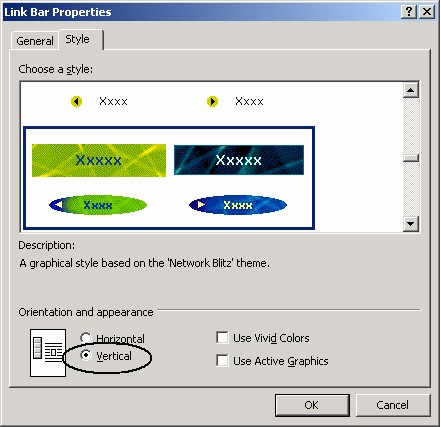 Link Bar Properties
General Style
Choose a style:
Xxxx Xxxx
Xxxxx Xxxxx
Xxxx Xxxx
Description:
A graphical style based on the 'Network Blitz' theme.
Orientation and appearance
Horizontal Use Vivid Colors
Vertical Use Active Graphics
OK Cancel